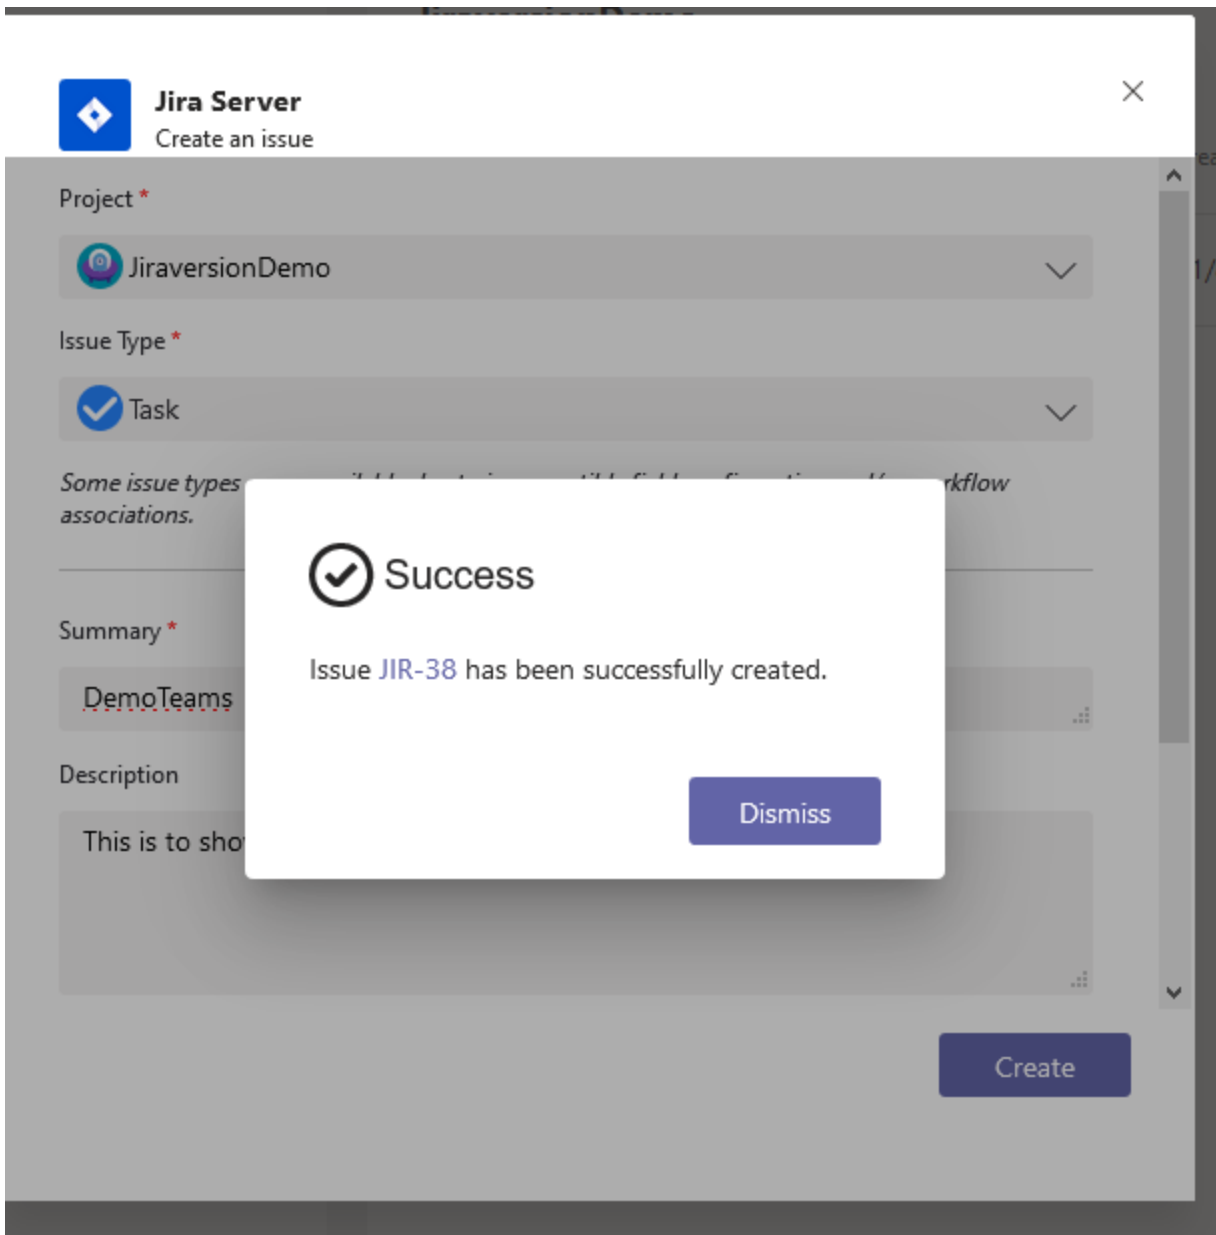 Jira Server
Create an issue
Project *
JiraversionDemo
Issue Type *
Task
Some issue types
associations.
Summary *
DemoTeams
Description
This is to sho
Success
Issue JIR-38 has been successfully created.
Dismiss
Create